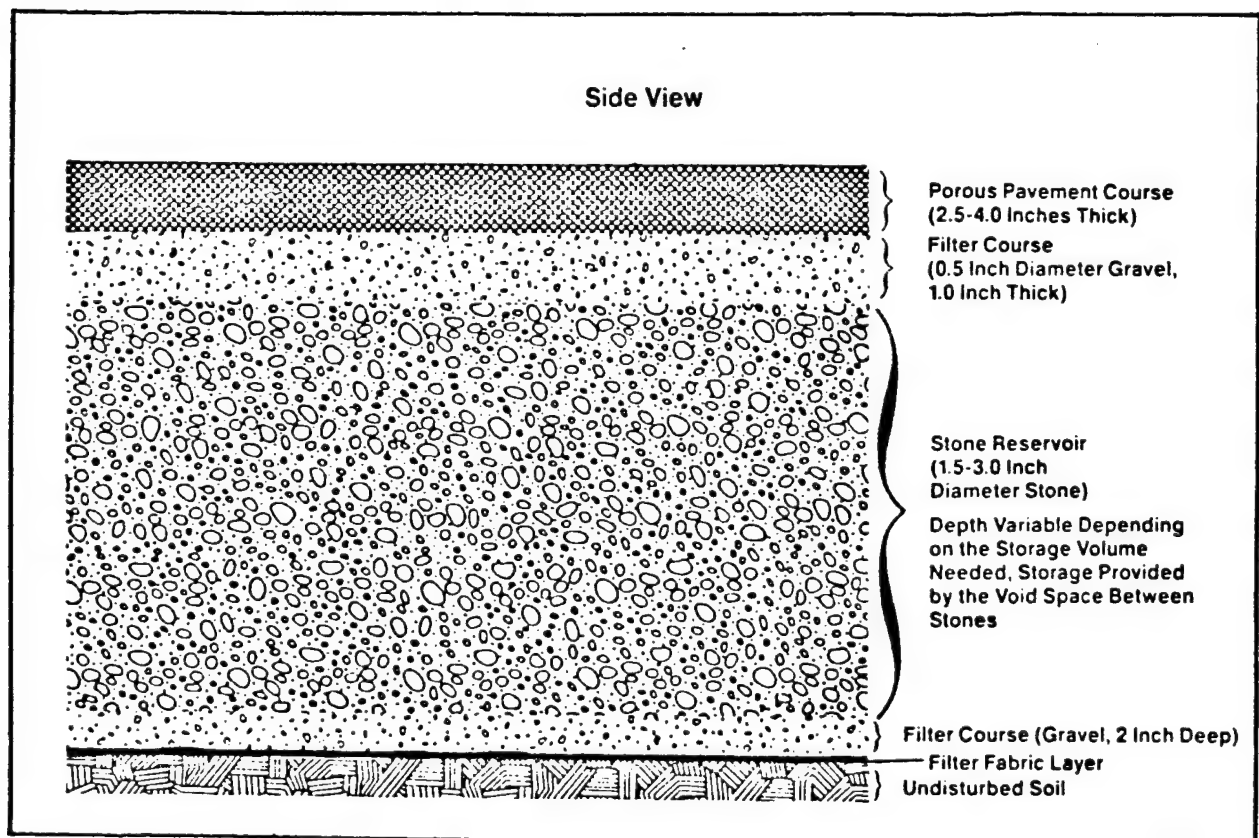 Side View
Porous Pavement Course
(2.5-4.0 Inches Thick)
Filter Course
(0.5 Inch Diameter Gravel,
1.0 Inch Thick)
Stone Reservoir
(1.5-3.0 Inch
Diameter Stone)
Depth Variable Depending
on the Storage Volume
Needed, Storage Provided
by the Void Space Between
Stones
Filter Course (Gravel, 2 Inch Deep)
Filter Fabric Layer
Undisturbed Soil